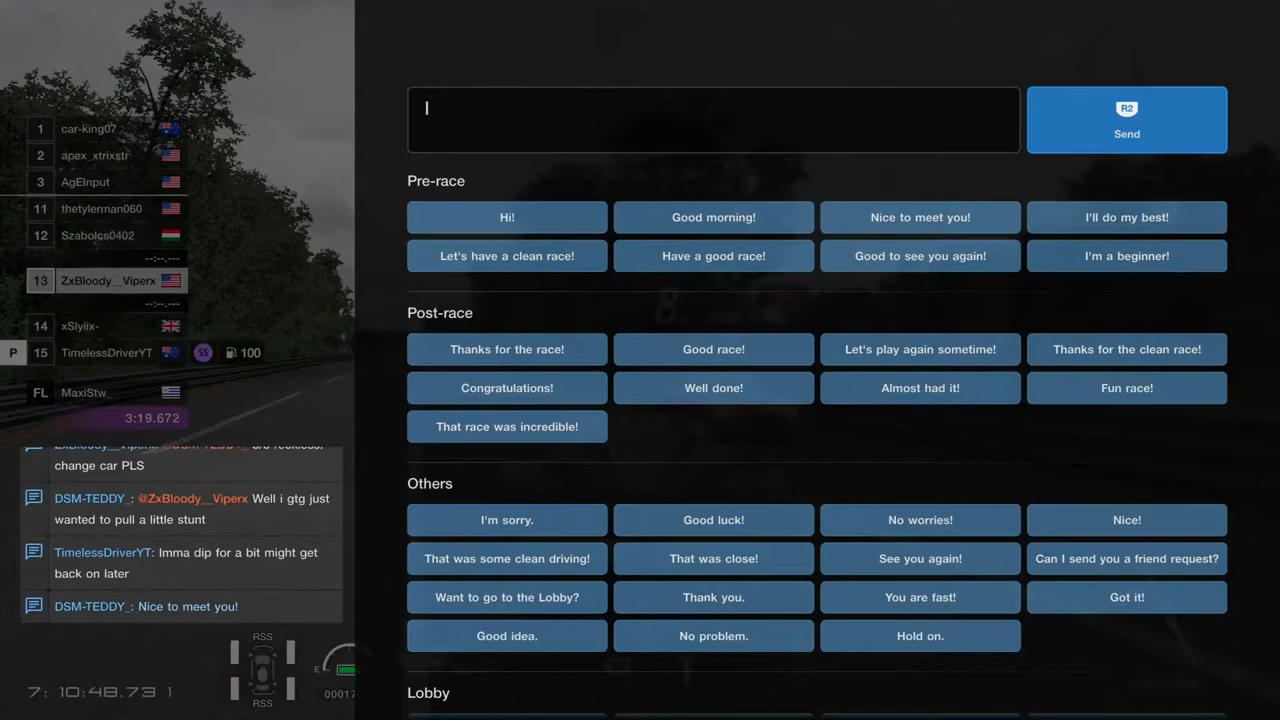 1 car-king07
2 apex_xtrixstr
3 AgEInput
11 thetylerman060
12 Szabolcs0402
--:--.---
13 ZxBloody__Viperx
--:--.---
14 xSlyiix-
P 15 TimelessDriverYT SS 100
FL MaxiStw_
3:19.672
change car PLS
DSM-TEDDY_: @ZxBloody__Viperx Well i gtg just
wanted to pull a little stunt
TimelessDriverYT: Imma dip for a bit might get
back on later
DSM-TEDDY_: Nice to meet you!
RSS
E
RSS
7: 10:48.73 1
00017
R2
Send
Pre-race
Hi! Good morning! Nice to meet you! I'll do my best!
Let's have a clean race! Have a good race! Good to see you again! I'm a beginner!
Post-race
Thanks for the race! Good race! Let's play again sometime! Thanks for the clean race!
Congratulations! Well done! Almost had it! Fun race!
That race was incredible!
Others
I'm sorry. Good luck! No worries! Nice!
That was some clean driving! That was close! See you again! Can I send you a friend request?
Want to go to the Lobby? Thank you. You are fast! Got it!
Good idea. No problem. Hold on.
Lobby